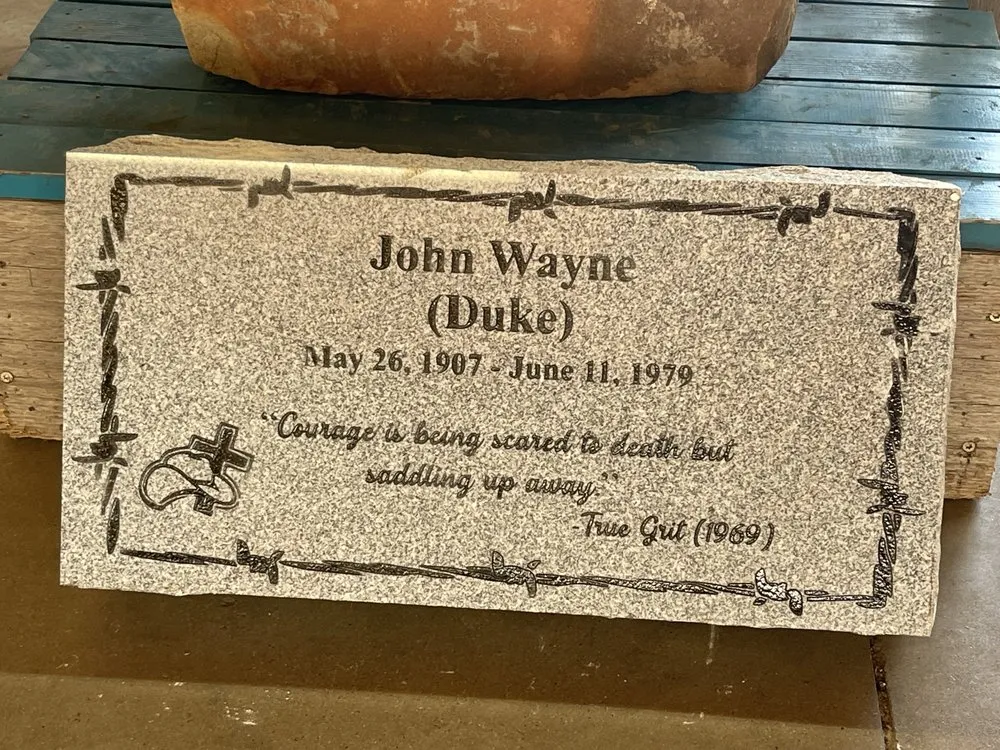 John Wayne
(Duke)
May 26, 1907 - June 11, 1979
“Courage is being scared to death but
saddling up away.”
-True Grit (1969)